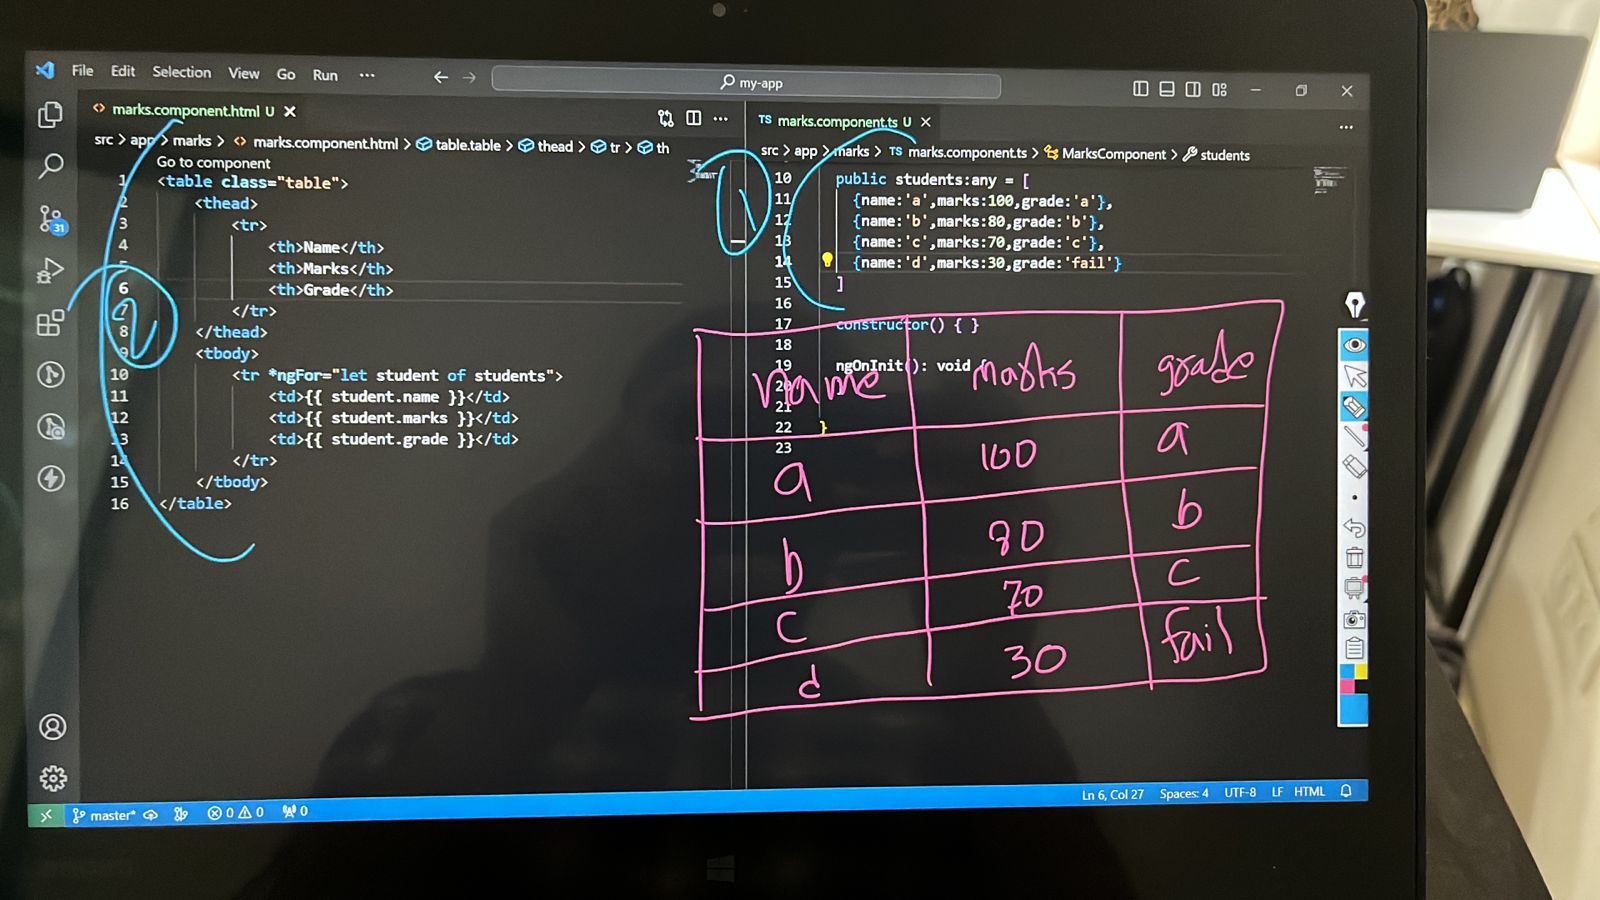 File Edit Selection View Go Run ···
my-app
marks.component.html U
src > app > marks > marks.component.html > table.table > thead > tr > th
Go to component
1 <table class="table">
2 <thead>
3 <tr>
4 <th>Name</th>
5 <th>Marks</th>
6 <th>Grade</th>
7 </tr>
8 </thead>
9 <tbody>
10 <tr *ngFor="let student of students">
11 <td>{{ student.name }}</td>
12 <td>{{ student.marks }}</td>
13 <td>{{ student.grade }}</td>
14 </tr>
15 </tbody>
16 </table>
31
2
1
TS marks.component.ts U
src > app > marks > TS marks.component.ts > MarksComponent > students
10 public students:any = [
11 {name:'a',marks:100,grade:'a'},
12 {name:'b',marks:80,grade:'b'},
13 {name:'c',marks:70,grade:'c'},
14 {name:'d',marks:30,grade:'fail'}
15 ]
16
17 constructor() { }
18
19 ngOnInit(): void {
20
21
22 }
23
name marks grade
a 100 a
b 80 b
c 70 c
d 30 fail
master* 0 0 0
Ln 6, Col 27 Spaces: 4 UTF-8 LF HTML